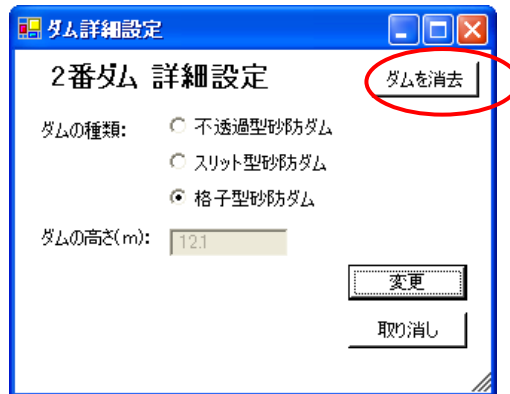 ダム詳細設定
2番ダム 詳細設定
ダムを消去
ダムの種類:
不透過型砂防ダム
スリット型砂防ダム
格子型砂防ダム
ダムの高さ(m):
12.1
変更
取り消し